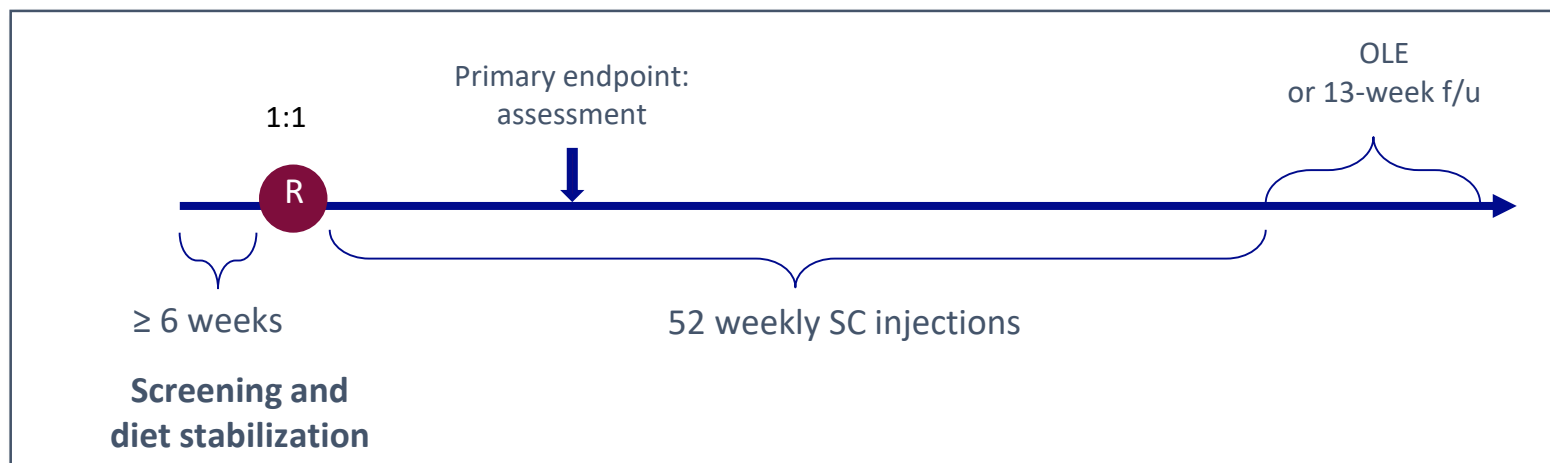 OLE
or 13-week f/u
Primary endpoint:
assessment
1:1
R
≥ 6 weeks
52 weekly SC injections
Screening and
diet stabilization